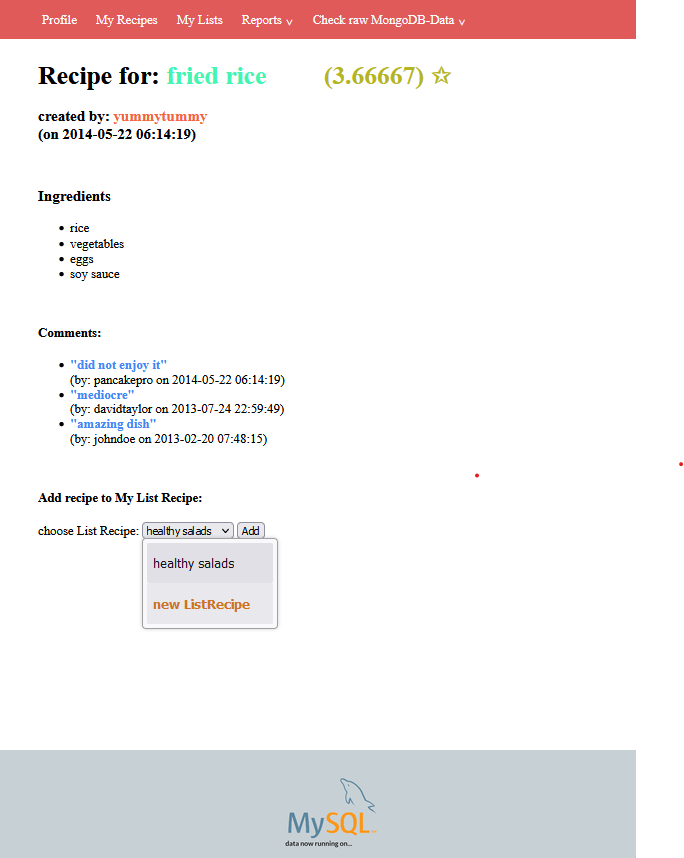 Profile My Recipes My Lists Reports ∨ Check raw MongoDB-Data ∨
Recipe for: fried rice (3.66667) ☆
created by: yummytummy
(on 2014-05-22 06:14:19)
Ingredients
• rice
• vegetables
• eggs
• soy sauce
Comments:
• "did not enjoy it"
(by: pancakepro on 2014-05-22 06:14:19)
• "mediocre"
(by: davidtaylor on 2013-07-24 22:59:49)
• "amazing dish"
(by: johndoe on 2013-02-20 07:48:15)
Add recipe to My List Recipe:
choose List Recipe: healthy salads Add
healthy salads
new ListRecipe
MySQL
data now running on...